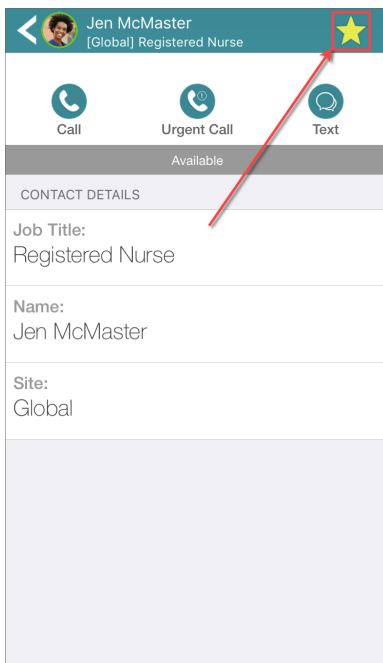 Jen McMaster
[Global] Registered Nurse
Call
Urgent Call
Text
Available
CONTACT DETAILS
Job Title:
Registered Nurse
Name:
Jen McMaster
Site:
Global